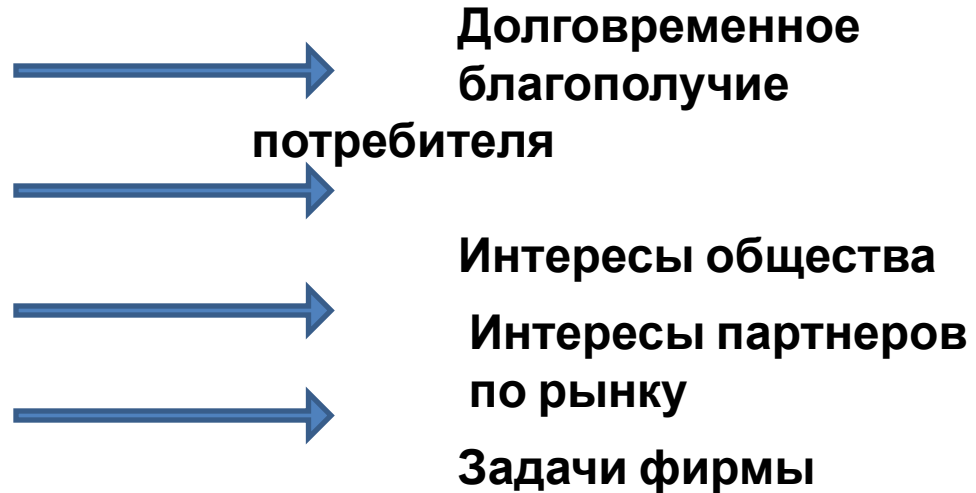 Долговременное
благополучие
потребителя
Интересы общества
Интересы партнеров
по рынку
Задачи фирмы